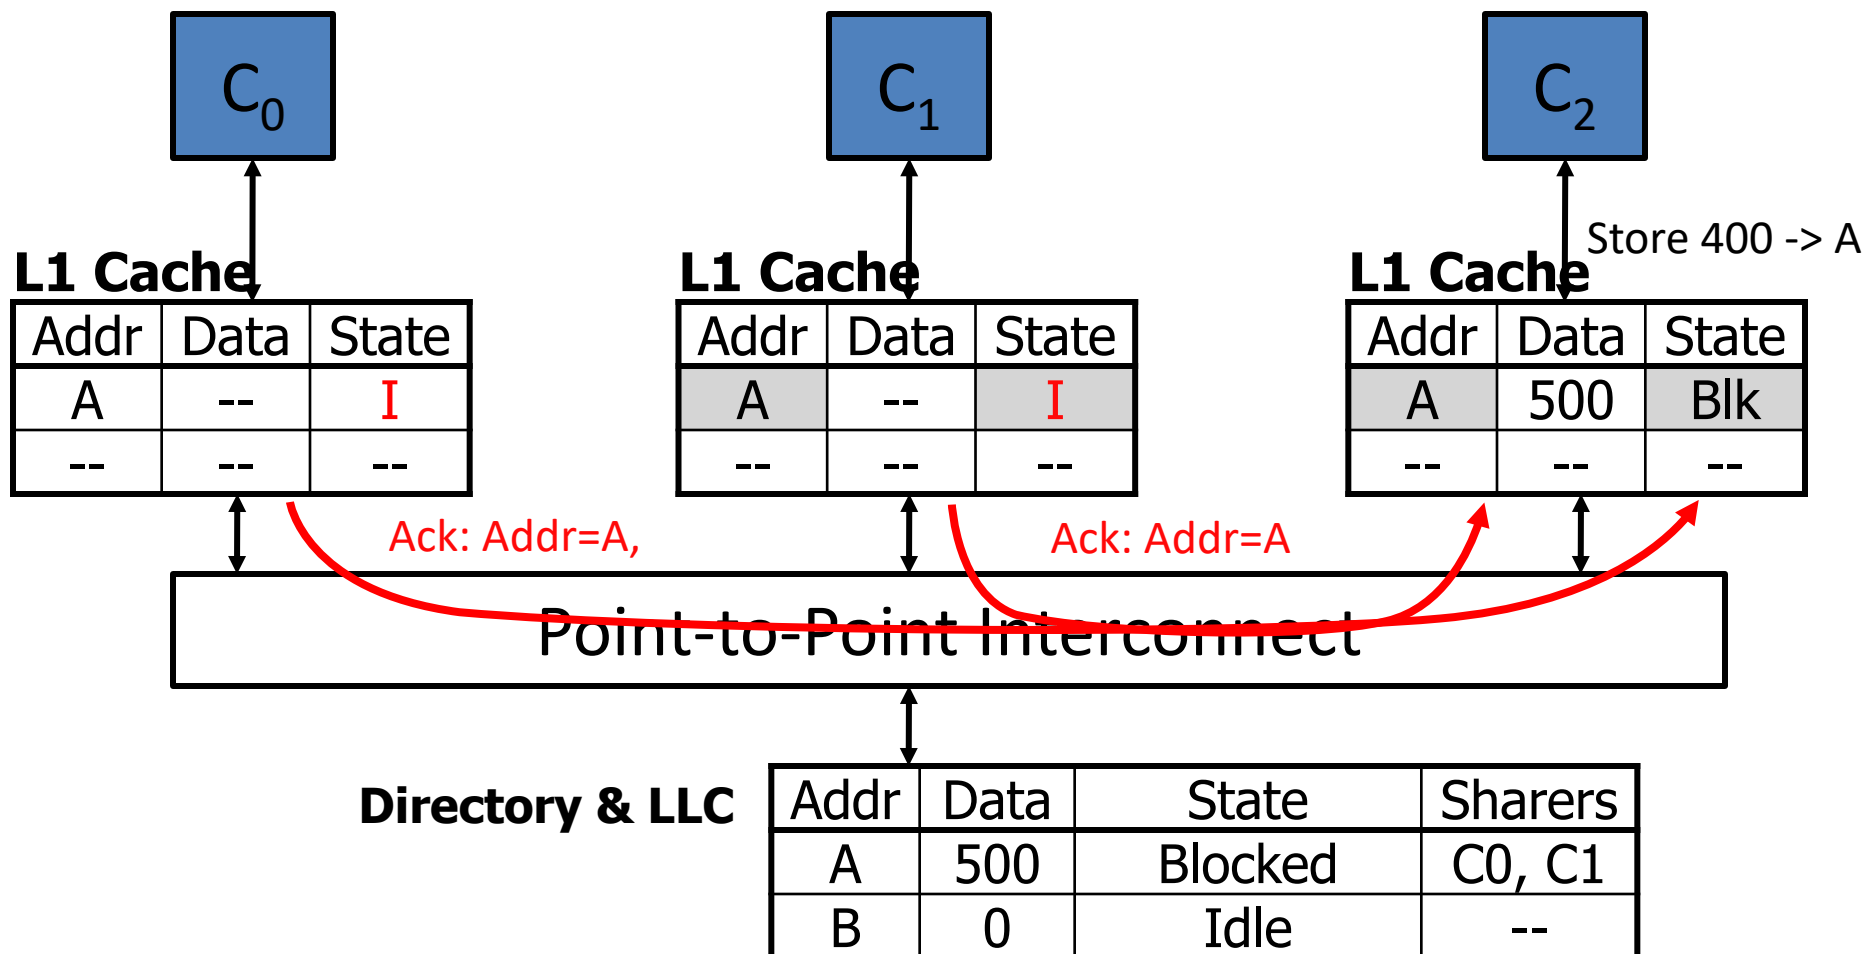 C0 C1 C2
Store 400 -> A
L1 Cache L1 Cache L1 Cache
Addr Data State Addr Data State Addr Data State
A -- I A -- I A 500 Blk
-- -- -- -- -- -- -- -- --
Ack: Addr=A, Ack: Addr=A
Point-to-Point Interconnect
Directory & LLC Addr Data State Sharers
A 500 Blocked C0, C1
B 0 Idle --